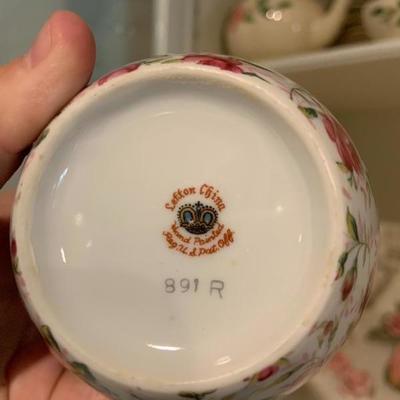 Lefton China
Hand Painted
Reg. U.S. Pat. Off.
891 R